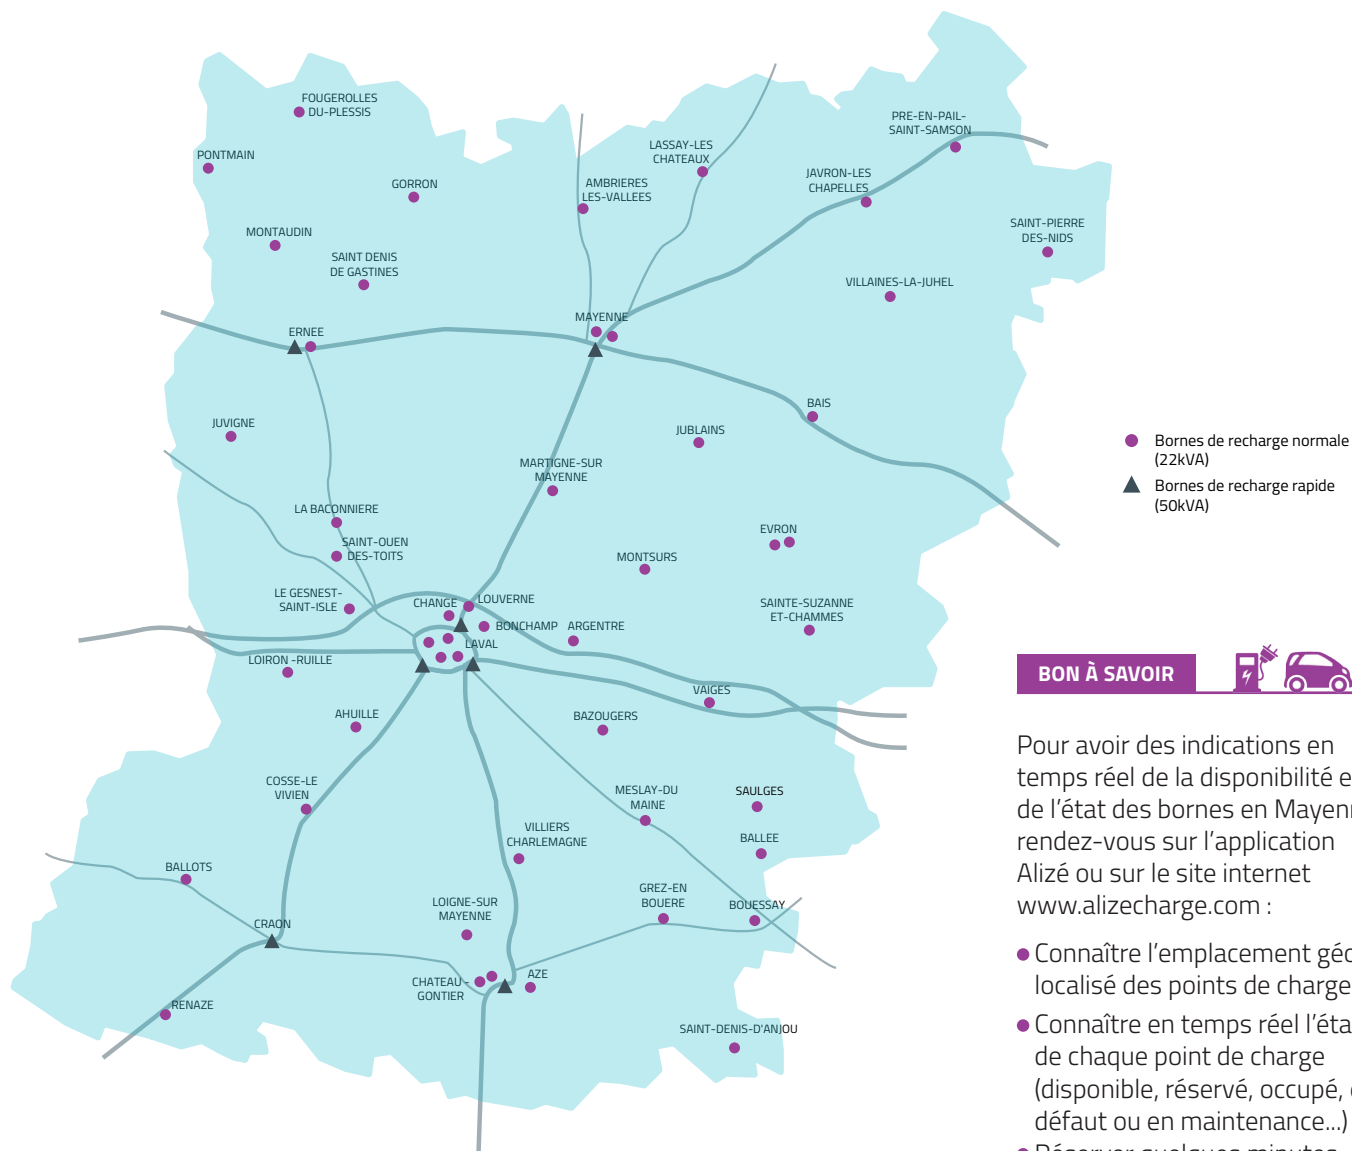 FOUGEROLLES
DU-PLESSIS
PONTMAIN
GORRON
LASSAY-LES
CHATEAUX
AMBRIERES
LES-VALLEES
PRE-EN-PAIL-
SAINT-SAMSON
JAVRON-LES
CHAPELLES
SAINT-PIERRE
DES-NIDS
MONTAUDIN
SAINT DENIS
DE GASTINES
VILLAINES-LA-JUHEL
ERNEE
MAYENNE
BAIS
JUVIGNE
JUBLAINS
MARTIGNE-SUR
MAYENNE
LA BACONNIERE
SAINT-OUEN
DES-TOITS
EVRON
MONTSURS
LE GESNEST-
SAINT-ISLE
CHANGE
LOUVERNE
BONCHAMP
ARGENTRE
SAINTE-SUZANNE
ET-CHAMMES
LAVAL
LOIRON -RUILLE
VAIGES
AHUILLE
BAZOUGERS
COSSE-LE
VIVIEN
MESLAY-DU
MAINE
SAULGES
VILLIERS
CHARLEMAGNE
BALLEE
BALLOTS
LOIGNE-SUR
MAYENNE
GREZ-EN
BOUERE
BOUESSAY
CRAON
CHATEAU -
GONTIER
AZE
RENAZE
SAINT-DENIS-D'ANJOU
Bornes de recharge normale
(22kVA)
Bornes de recharge rapide
(50kVA)
BON À SAVOIR
Pour avoir des indications en
temps réel de la disponibilité e
de l'état des bornes en Mayen
rendez-vous sur l'application
Alizé ou sur le site internet
www.alizecharge.com :
Connaître l'emplacement géo
localisé des points de charge
Connaître en temps réel l'éta
de chaque point de charge
(disponible, réservé, occupé,
défaut ou en maintenance...)
Réserver quelques minutes